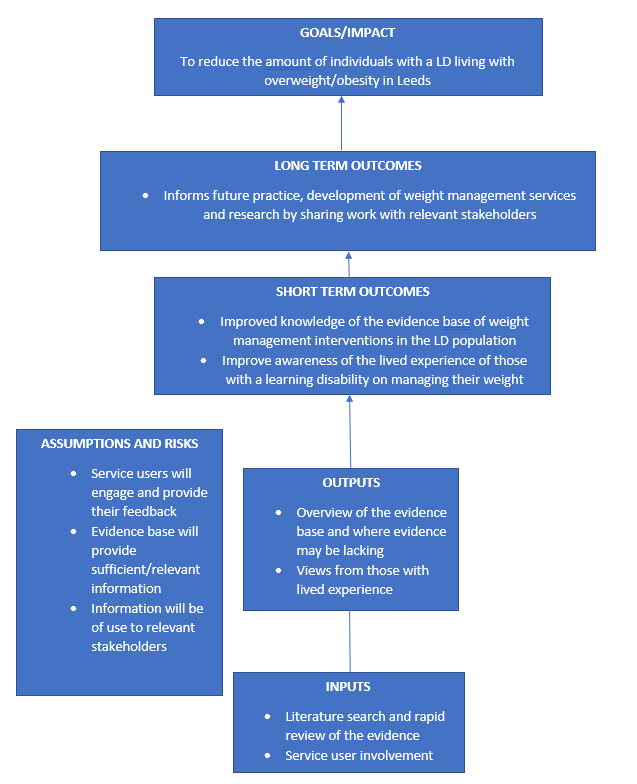 GOALS/IMPACT
To reduce the amount of individuals with a LD living with
overweight/obesity in Leeds
LONG TERM OUTCOMES
• Informs future practice, development of weight management services
and research by sharing work with relevant stakeholders
SHORT TERM OUTCOMES
• Improved knowledge of the evidence base of weight
management interventions in the LD population
• Improve awareness of the lived experience of those
with a learning disability on managing their weight
ASSUMPTIONS AND RISKS
• Service users will
engage and provide
their feedback
• Evidence base will
provide
sufficient/relevant
information
• Information will be
of use to relevant
stakeholders
OUTPUTS
• Overview of the evidence
base and where evidence
may be lacking
• Views from those with
lived experience
INPUTS
• Literature search and rapid
review of the evidence
• Service user involvement